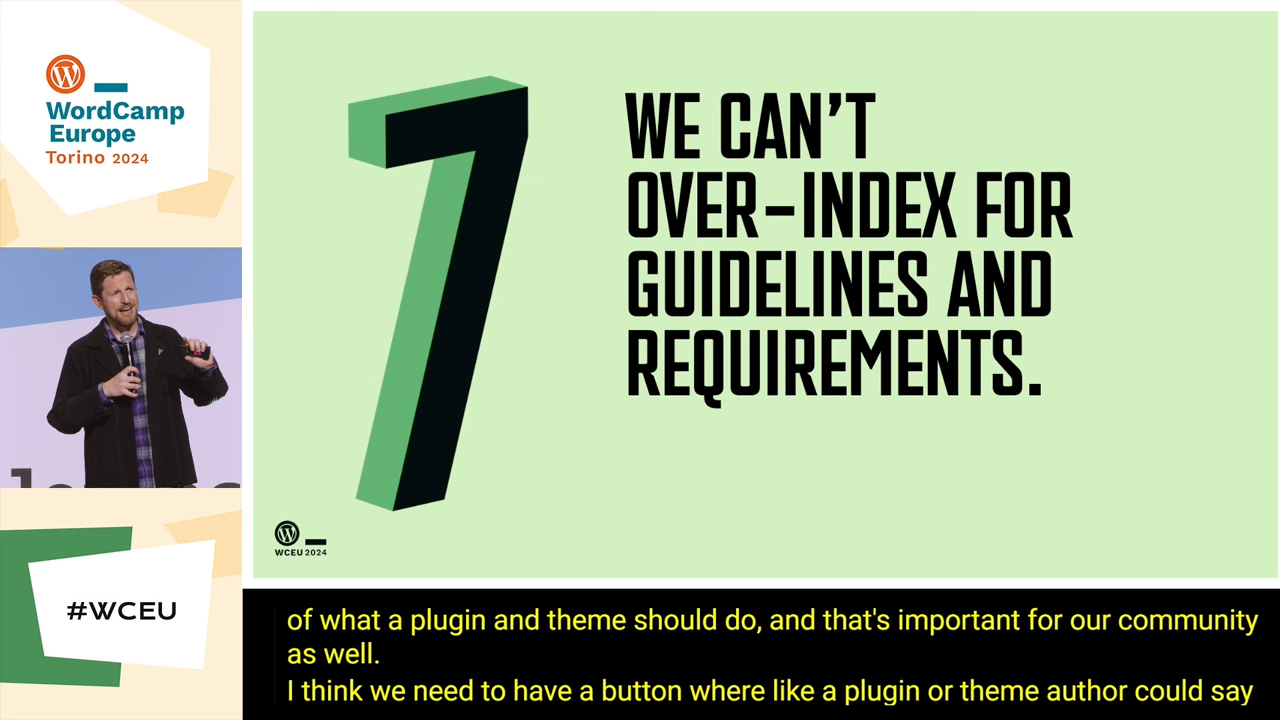 WordCamp
Europe
Torino 2024
#WCEU
7
WE CAN’T
OVER–INDEX FOR
GUIDELINES AND
REQUIREMENTS.
WCEU 2024
of what a plugin and theme should do, and that's important for our community
as well.
I think we need to have a button where like a plugin or theme author could say